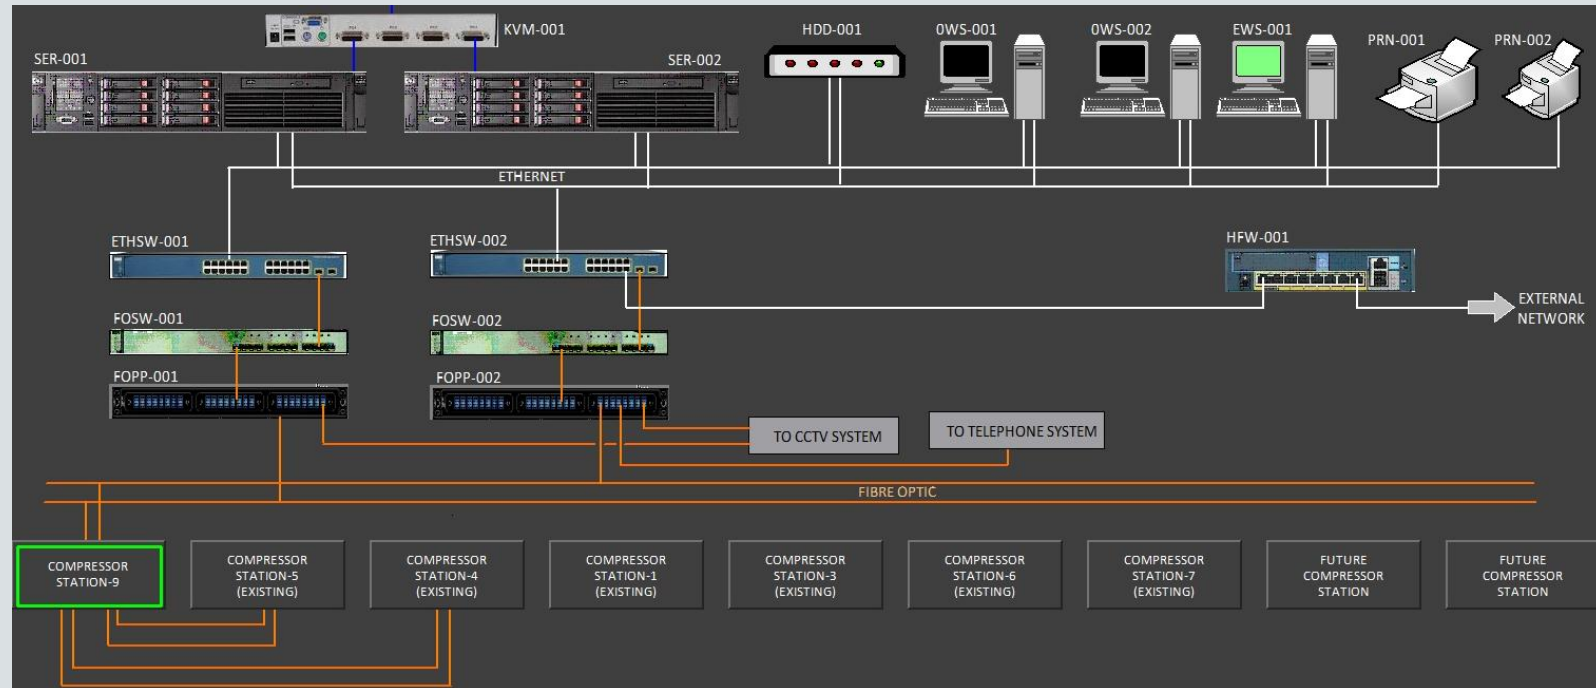 KVM-001
HDD-001
0WS-001
0WS-002
EWS-001
PRN-001
PRN-002
SER-001
SER-002
ETHERNET
ETHSW-001
ETHSW-002
HFW-001
EXTERNAL
NETWORK
FOSW-001
FOSW-002
FOPP-001
FOPP-002
TO CCTV SYSTEM
TO TELEPHONE SYSTEM
FIBRE OPTIC
COMPRESSOR
STATION-9
COMPRESSOR
STATION-5
(EXISTING)
COMPRESSOR
STATION-4
(EXISTING)
COMPRESSOR
STATION-1
(EXISTING)
COMPRESSOR
STATION-3
(EXISTING)
COMPRESSOR
STATION-6
(EXISTING)
COMPRESSOR
STATION-7
(EXISTING)
FUTURE
COMPRESSOR
STATION
FUTURE
COMPRESSOR
STATION